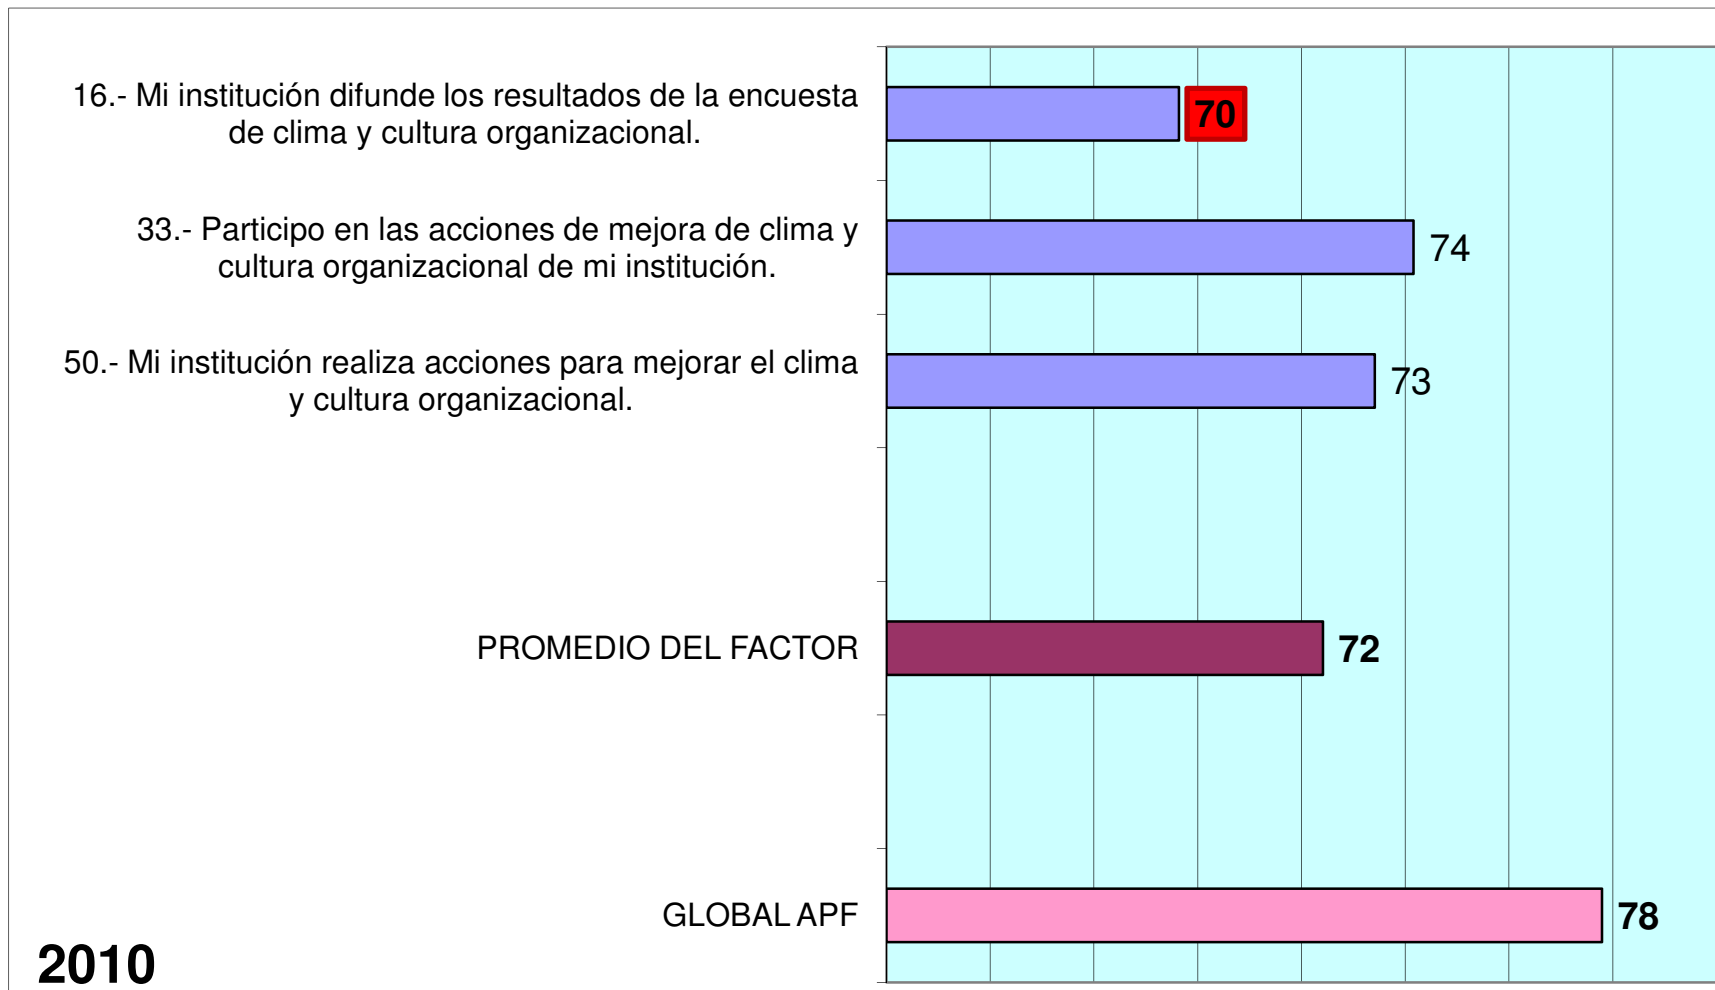 16.- Mi institución difunde los resultados de la encuesta
de clima y cultura organizacional.
70
33.- Participo en las acciones de mejora de clima y
cultura organizacional de mi institución.
74
50.- Mi institución realiza acciones para mejorar el clima
y cultura organizacional.
73
PROMEDIO DEL FACTOR
72
GLOBAL APF
78
2010